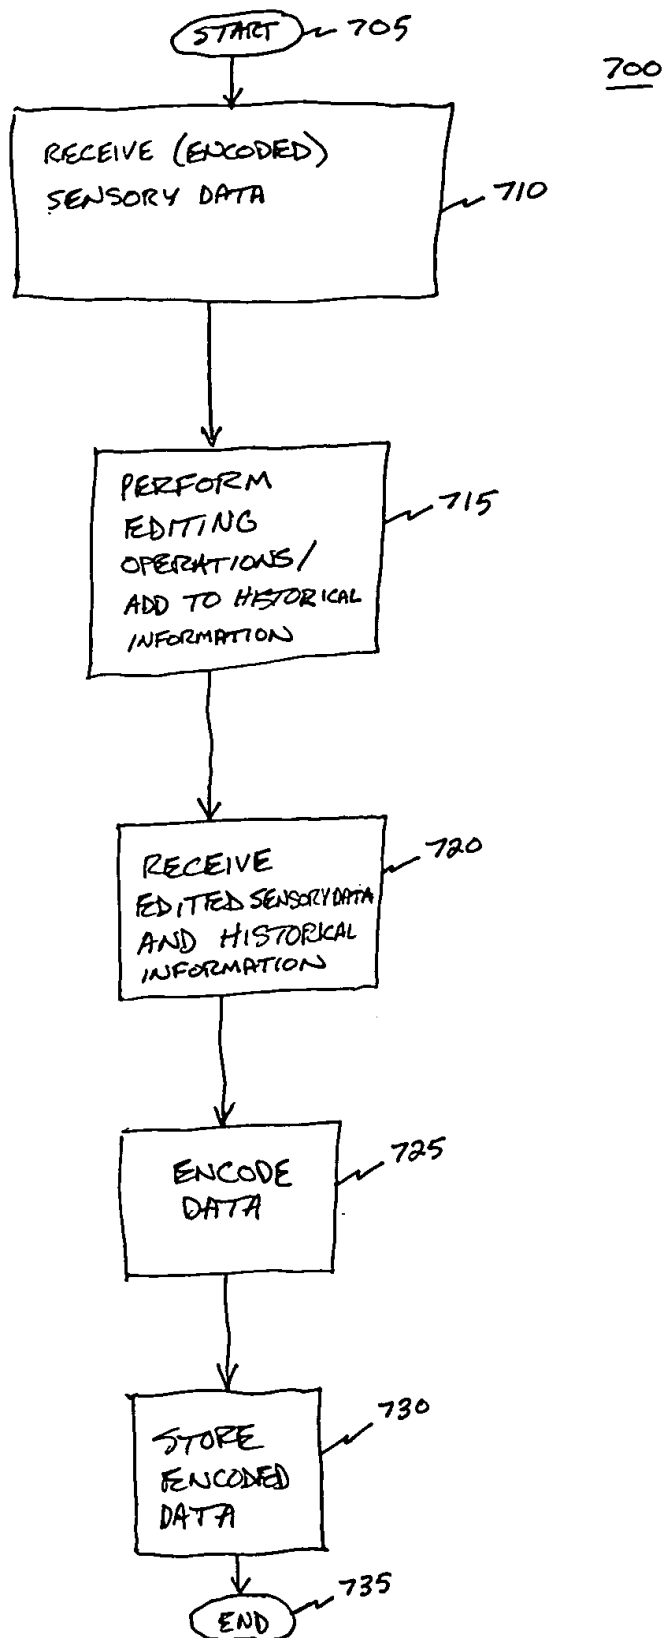 START
705
700
RECEIVE (ENCODED)
SENSORY DATA
710
PERFORM
EDITING
OPERATIONS/
ADD TO HISTORICAL
INFORMATION
715
RECEIVE
EDITED SENSORY DATA
AND HISTORICAL
INFORMATION
720
ENCODE
DATA
725
STORE
ENCODED
DATA
730
END
735